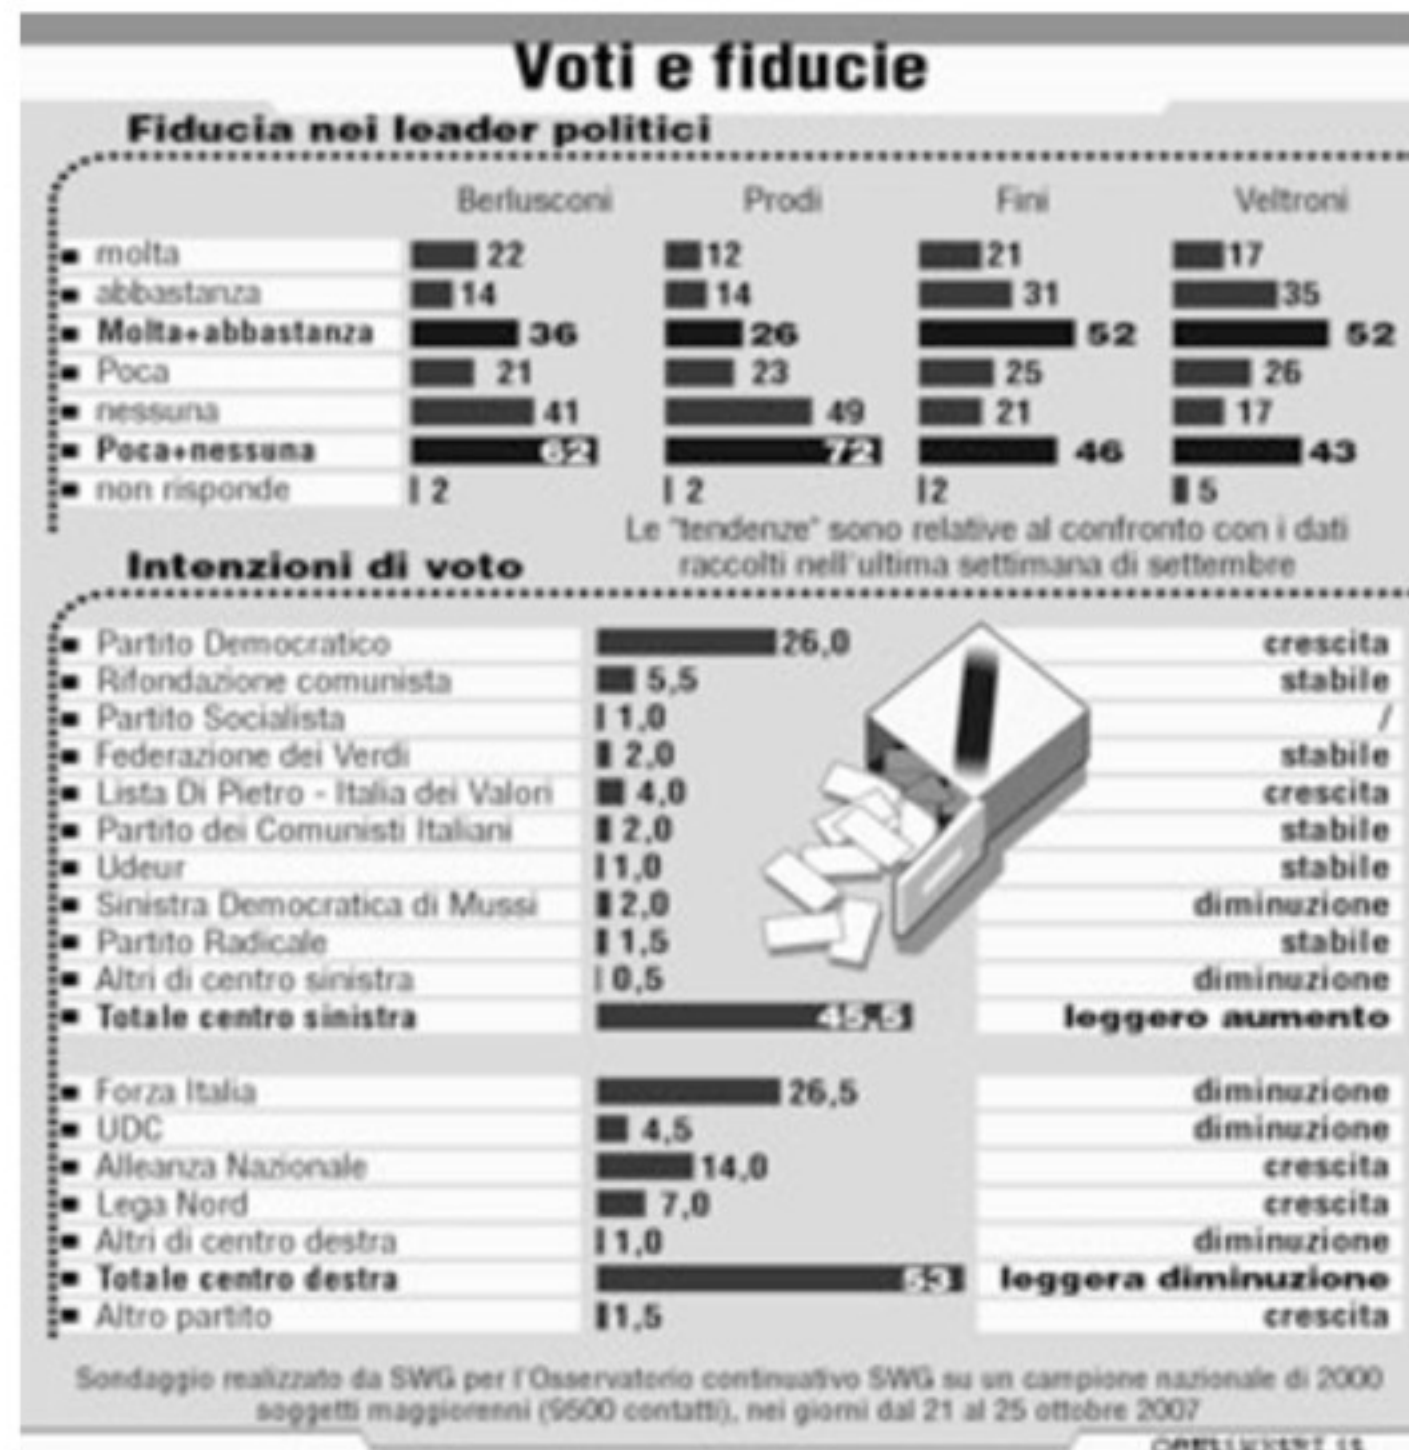 Voti e fiducie
Fiducia nei leader politici
Berlusconi Prodi Fini Veltroni
molta 22 12 21 17
abbastanza 14 14 31 35
Molta+abbastanza 36 26 52 52
Poca 21 23 25 26
nessuna 41 49 21 17
Poca+nessuna 62 72 46 43
non risponde 2 2 2 5
Le "tendenze" sono relative al confronto con i dati
raccolti nell'ultima settimana di settembre
Intenzioni di voto
Partito Democratico 26,0 crescita
Rifondazione comunista 5,5 stabile
Partito Socialista 1,0 /
Federazione dei Verdi 2,0 stabile
Lista Di Pietro - Italia dei Valori 4,0 crescita
Partito dei Comunisti Italiani 2,0 stabile
Udeur 1,0 stabile
Sinistra Democratica di Mussi 2,0 diminuzione
Partito Radicale 1,5 stabile
Altri di centro sinistra 0,5 diminuzione
Totale centro sinistra 45,5 leggero aumento
Forza Italia 26,5 diminuzione
UDC 4,5 diminuzione
Alleanza Nazionale 14,0 crescita
Lega Nord 7,0 crescita
Altri di centro destra 1,0 diminuzione
Totale centro destra 53 leggera diminuzione
Altro partito 1,5 crescita
Sondaggio realizzato da SWG per l'Osservatorio continuativo SWG su un campione nazionale di 2000
soggetti maggiorenni (9500 contatti), nei giorni dal 21 al 25 ottobre 2007